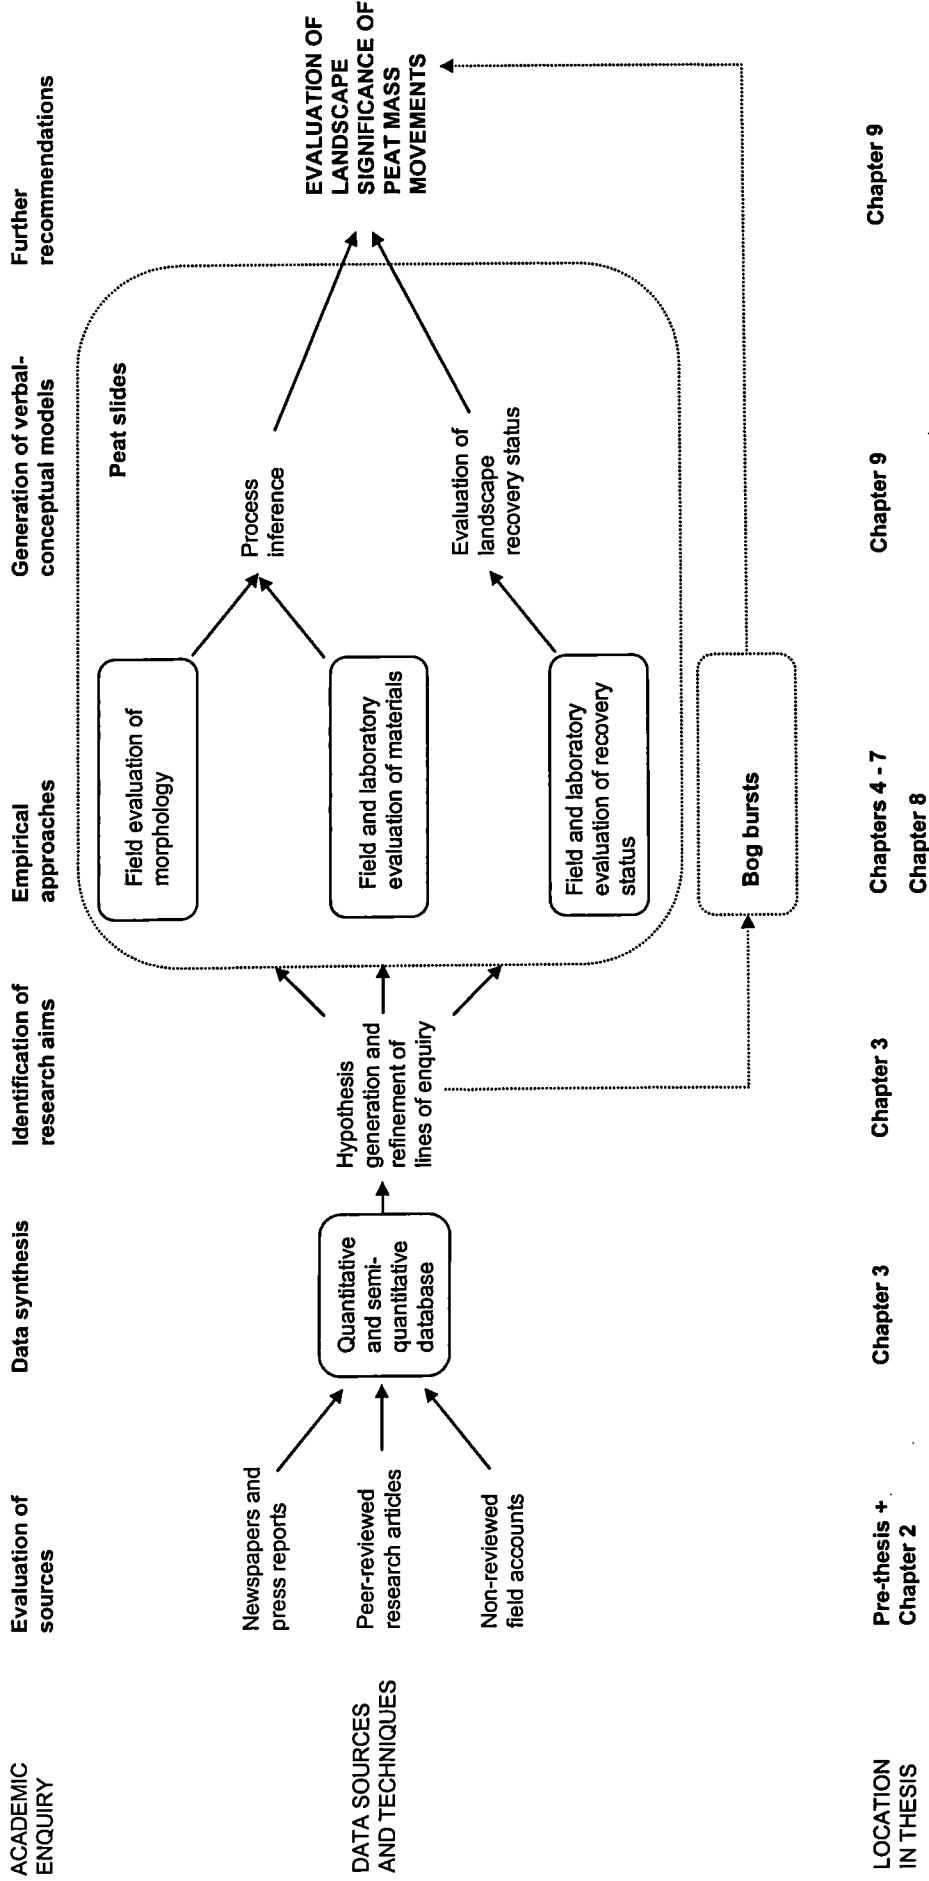 ACADEMIC
ENQUIRY
Evaluation of
sources
Data synthesis
Identification of
research aims
Empirical
approaches
Generation of verbal-
conceptual models
Further
recommendations
DATA SOURCES
AND TECHNIQUES
Newspapers and
press reports
Peer-reviewed
research articles
Non-reviewed
field accounts
Quantitative
and semi-
quantitative
database
Hypothesis
generation and
refinement of
lines of enquiry
Peat slides
Field evaluation of
morphology
Field and laboratory
evaluation of materials
Field and laboratory
evaluation of recovery
status
Process
inference
Evaluation of
landscape
recovery status
EVALUATION OF
LANDSCAPE
SIGNIFICANCE OF
PEAT MASS
MOVEMENTS
Bog bursts
LOCATION
IN THESIS
Pre-thesis +
Chapter 2
Chapter 3
Chapter 3
Chapters 4 - 7
Chapter 8
Chapter 9
Chapter 9